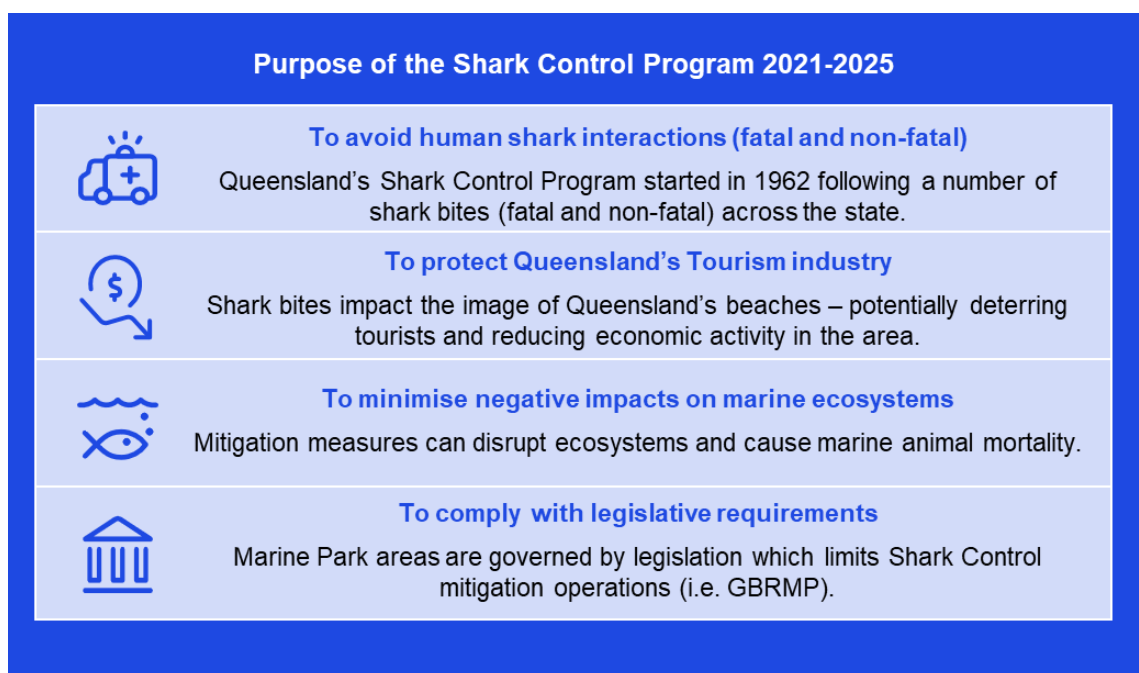 Purpose of the Shark Control Program 2021-2025
To avoid human shark interactions (fatal and non-fatal)
Queensland’s Shark Control Program started in 1962 following a number of
shark bites (fatal and non-fatal) across the state.
To protect Queensland’s Tourism industry
Shark bites impact the image of Queensland’s beaches – potentially deterring
tourists and reducing economic activity in the area.
To minimise negative impacts on marine ecosystems
Mitigation measures can disrupt ecosystems and cause marine animal mortality.
To comply with legislative requirements
Marine Park areas are governed by legislation which limits Shark Control
mitigation operations (i.e. GBRMP).